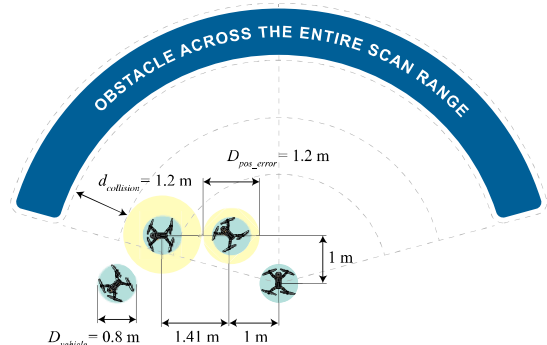 OBSTACLE ACROSS THE ENTIRE SCAN RANGE
D_pos_error = 1.2 m
d_collision = 1.2 m
1 m
D_vehicle = 0.8 m
1.41 m
1 m